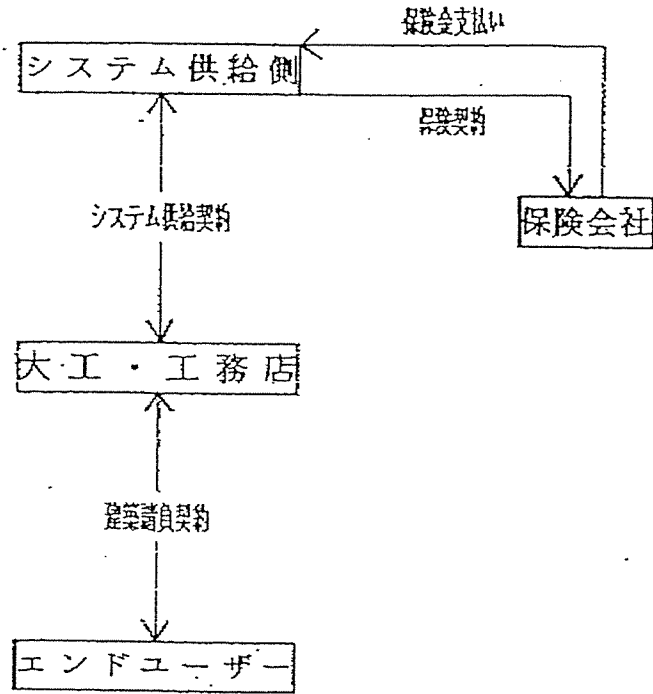 保険金支払い
システム供給側
保険契約
システム供給契約
保険会社
大工・工務店
建築請負契約
エンドユーザー